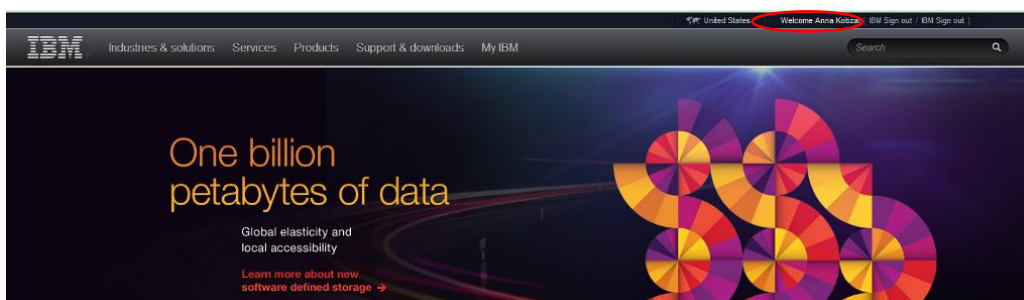 United States
Welcome Anna Kobza [ IBM Sign out / IBM Sign out ]
IBM
Industries & solutions Services Products Support & downloads My IBM
Search
One billion
petabytes of data
Global elasticity and
local accessibility
Learn more about new
software defined storage →